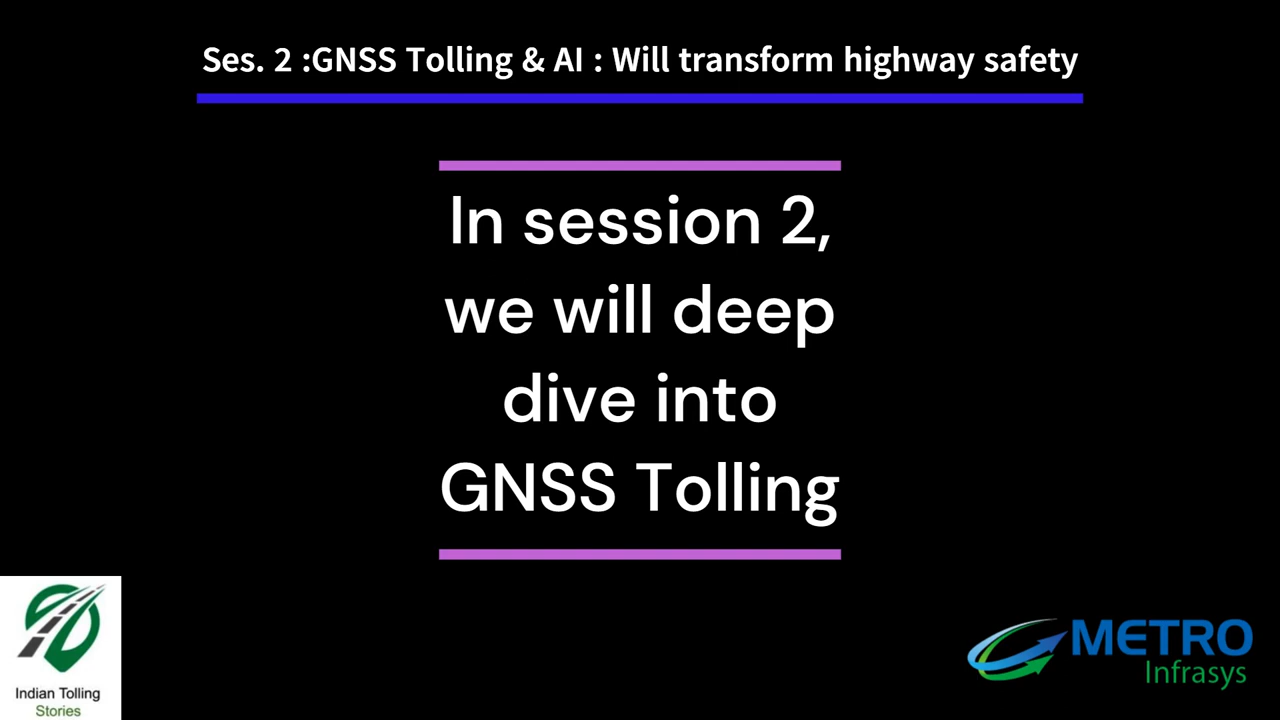 Ses. 2 :GNSS Tolling & AI : Will transform highway safety
In session 2,
we will deep
dive into
GNSS Tolling
Indian Tolling
Stories
METRO
Infrasys